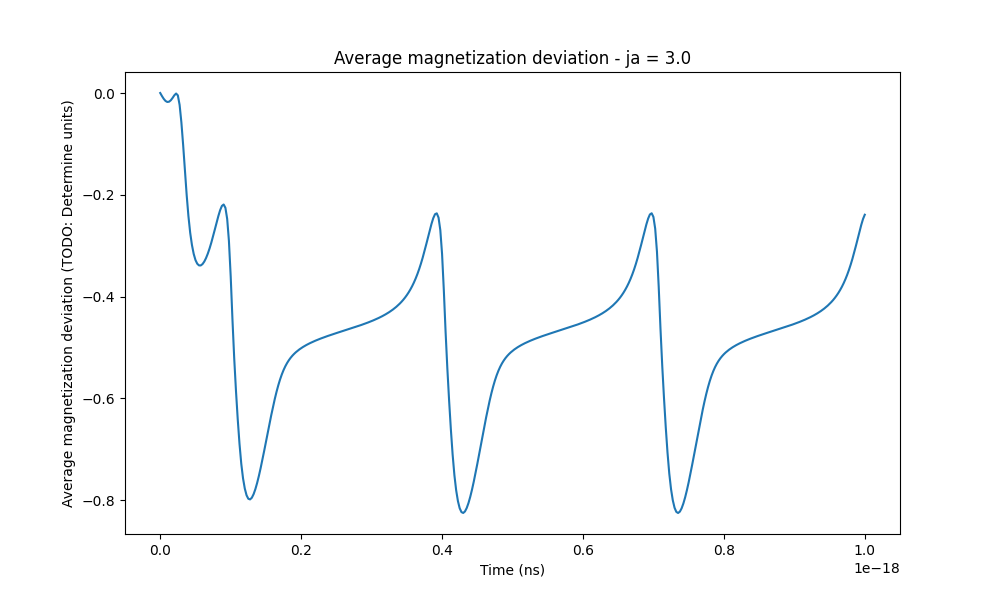 Average magnetization deviation - ja = 3.0
Average magnetization deviation (TODO: Determine units)
0.0
−0.2
−0.4
−0.6
−0.8
0.0 0.2 0.4 0.6 0.8 1.0
1e−18
Time (ns)